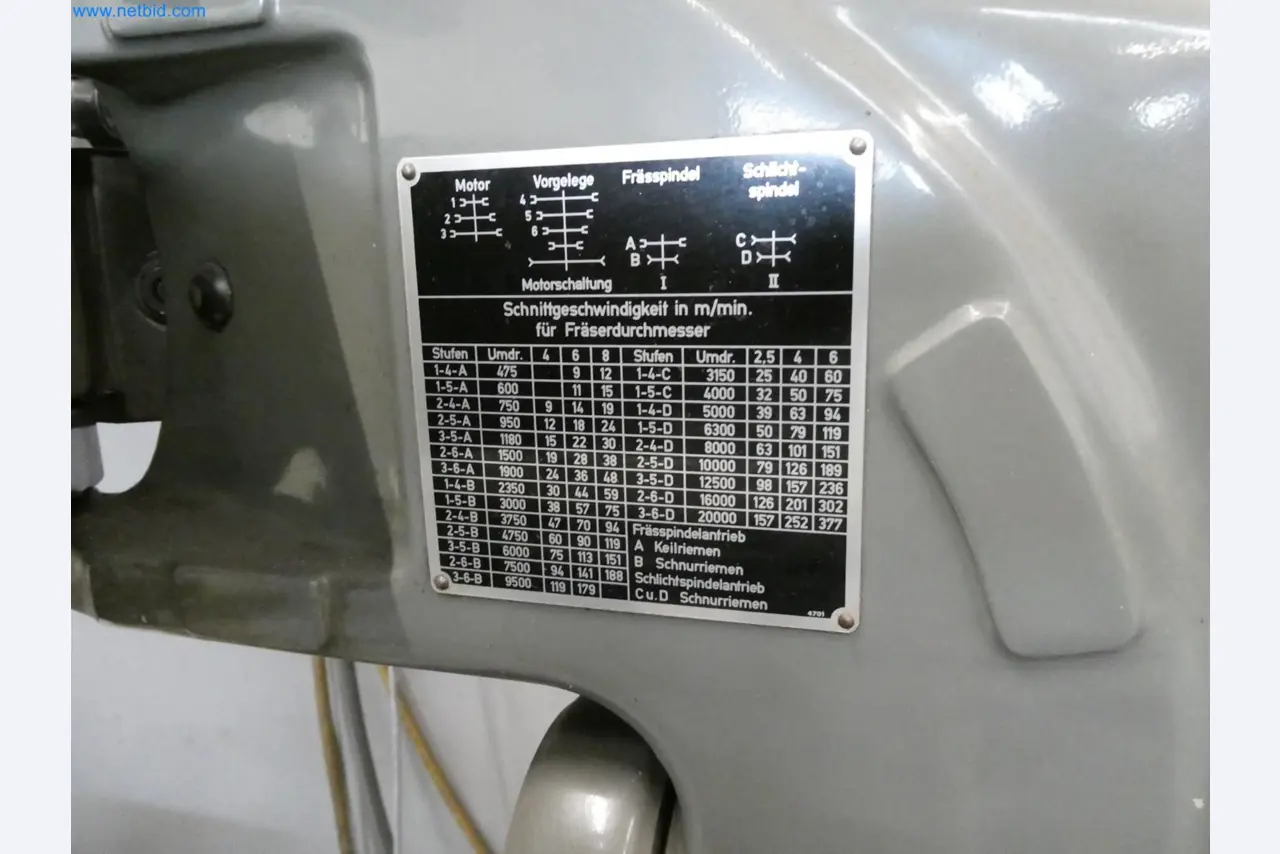 www.netbid.com
Motor Vorgelege Frässpindel Schlicht-
spindel
1 4
2 5
3 6
A C
B D
Motorschaltung I II
Schnittgeschwindigkeit in m/min.
für Fräserdurchmesser
Stufen Umdr. 4 6 8 Stufen Umdr. 2,5 4 6
1-4-A 475 9 12 1-4-C 3150 25 40 60
1-5-A 600 11 15 1-5-C 4000 32 50 75
2-4-A 750 9 14 19 1-4-D 5000 39 63 94
2-5-A 950 12 18 24 1-5-D 6300 50 79 119
3-5-A 1180 15 22 30 2-4-D 8000 63 101 151
2-6-A 1500 19 28 38 2-5-D 10000 79 126 189
3-6-A 1900 24 36 48 3-5-D 12500 98 157 236
1-4-B 2350 30 44 59 2-6-D 16000 126 201 302
1-5-B 3000 38 57 75 3-6-D 20000 157 252 377
2-4-B 3750 47 70 94 Frässpindelantrieb
2-5-B 4750 60 90 119 A Keilriemen
3-5-B 6000 75 113 151 B Schnurriemen
2-6-B 7500 94 141 188 Schlichtspindelantrieb
3-6-B 9500 119 179 C u. D Schnurriemen
4701